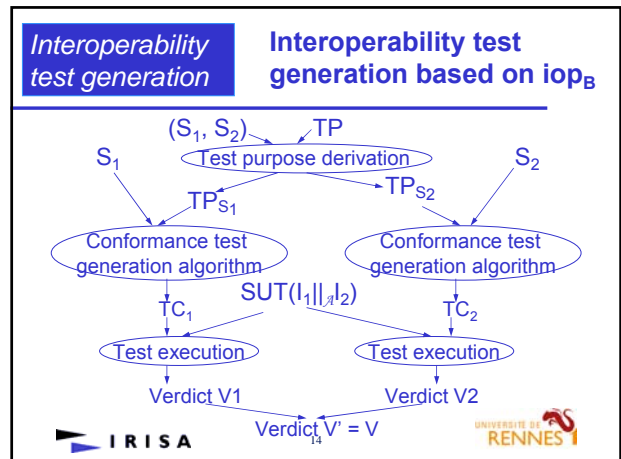 Interoperability
test generation
Interoperability test
generation based on iopB
(S1, S2) TP
S1 Test purpose derivation S2
TPS1 TPS2
Conformance test
generation algorithm
Conformance test
generation algorithm
SUT(I1||AI2)
TC1 TC2
Test execution Test execution
Verdict V1 Verdict V2
Verdict V' = V
14
IRISA
UNIVERSITÉ DE
RENNES 1